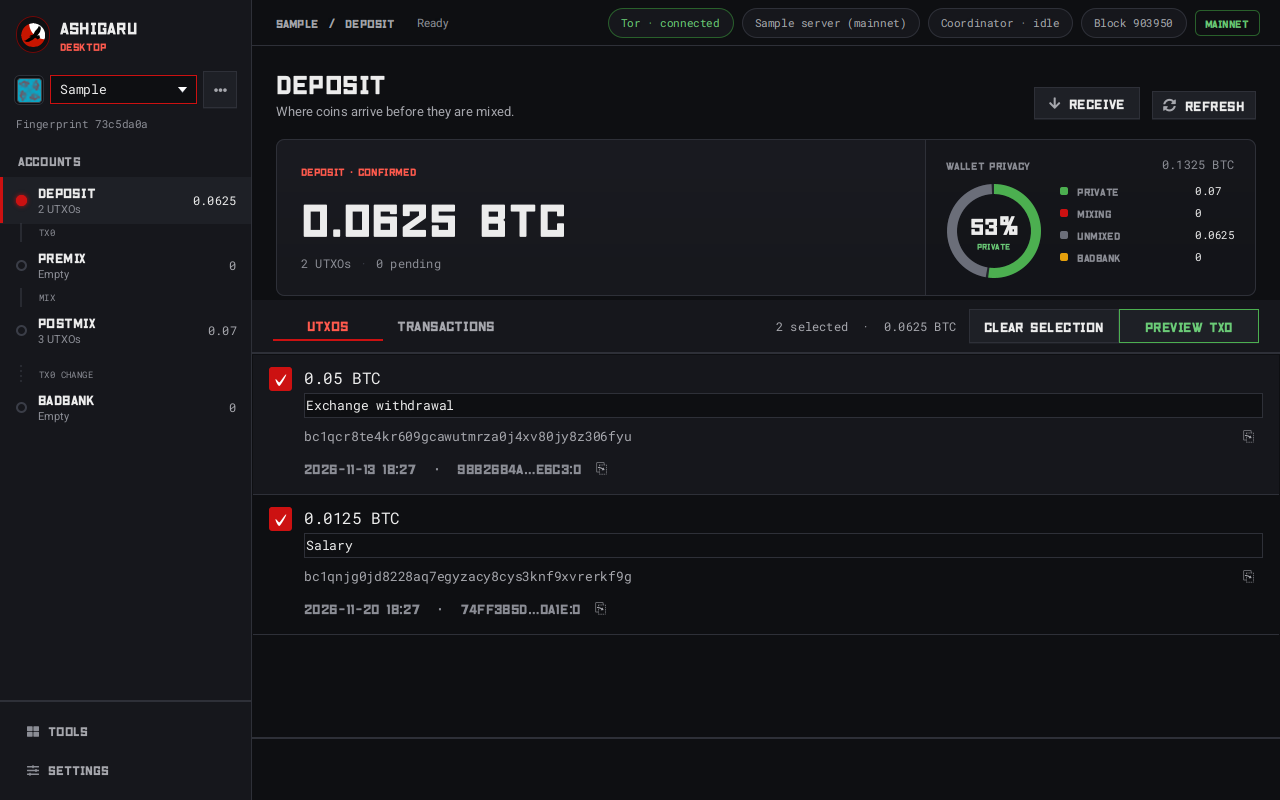 ASHIGARU
DESKTOP
Sample
Fingerprint 73c5da0a
ACCOUNTS
DEPOSIT
2 UTXOs
0.0625
TX0
PREMIX
Empty
0
MIX
POSTMIX
3 UTXOs
0.07
TX0 CHANGE
BADBANK
Empty
0
TOOLS
SETTINGS
SAMPLE / DEPOSIT Ready
Tor · connected
Sample server (mainnet)
Coordinator · idle
Block 903950
MAINNET
DEPOSIT
Where coins arrive before they are mixed.
RECEIVE
REFRESH
DEPOSIT · CONFIRMED
0.0625 BTC
2 UTXOs · 0 pending
WALLET PRIVACY 0.1325 BTC
53%
PRIVATE
PRIVATE 0.07
MIXING 0
UNMIXED 0.0625
BADBANK 0
UTXOS
TRANSACTIONS
2 selected · 0.0625 BTC
CLEAR SELECTION
PREVIEW TX0
0.05 BTC
Exchange withdrawal
bc1qcr8te4kr609gcawutmrza0j4xv80jy8z306fyu
2026-11-13 18:27 · 9882684A...E6C3:0
0.0125 BTC
Salary
bc1qnjg0jd8228aq7egyzacy8cys3knf9xvrerkf9g
2026-11-20 18:27 · 74FF385D...0A1E:0